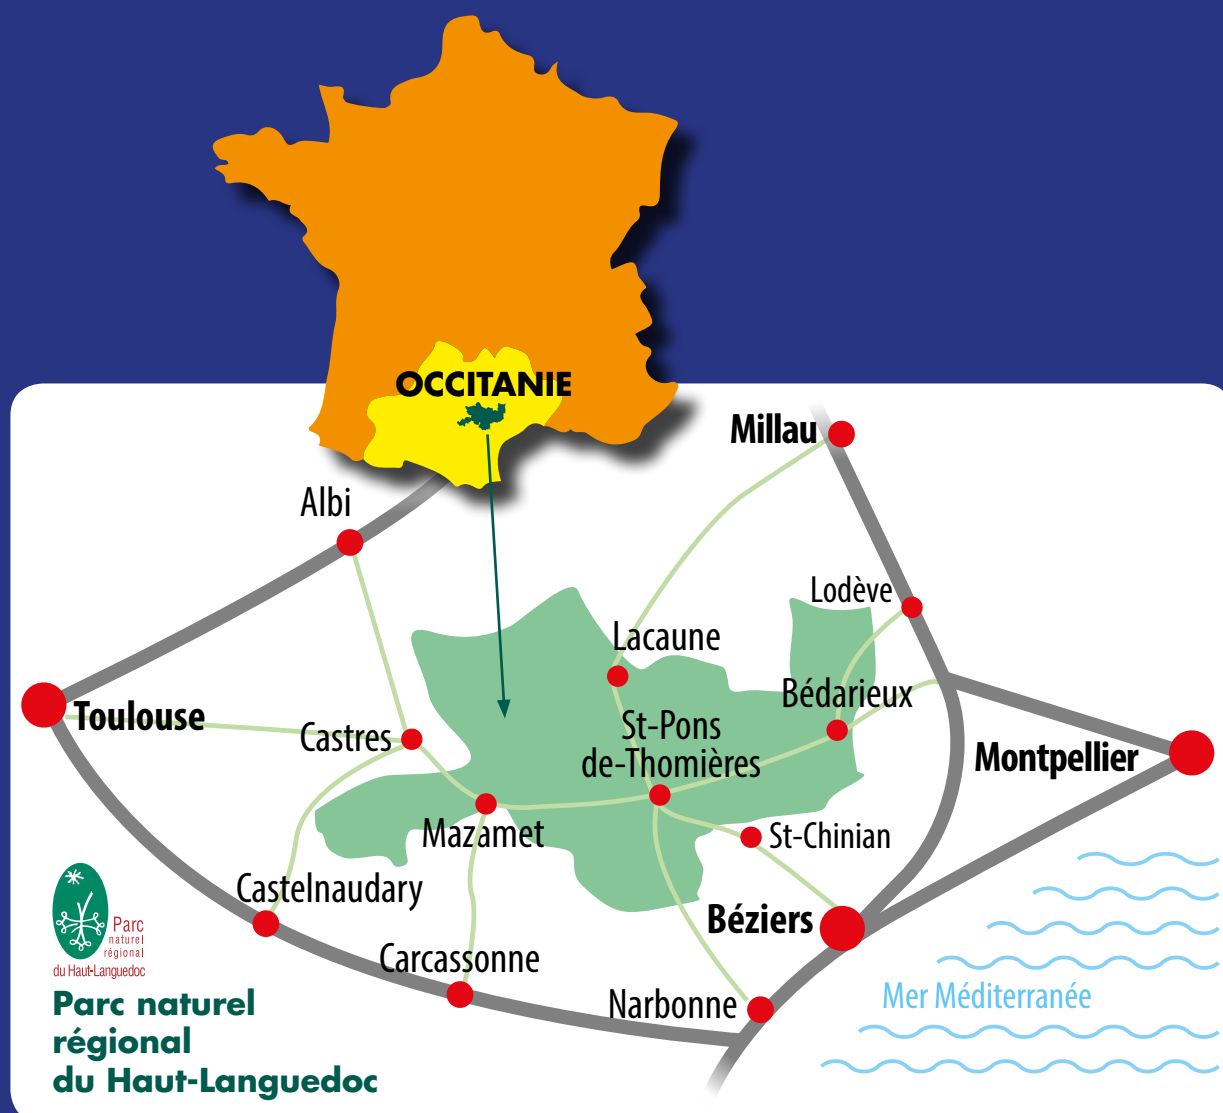 OCCITANIE
Millau
Albi
Lodève
Lacaune
Bédarieux
Toulouse
St-Pons
de-Thomières
Castres
Montpellier
Mazamet
St-Chinian
Castelnaudary
Béziers
Parc
naturel
régional
du Haut-Languedoc
Carcassonne
Narbonne
Mer Méditerranée
Parc naturel
régional
du Haut-Languedoc